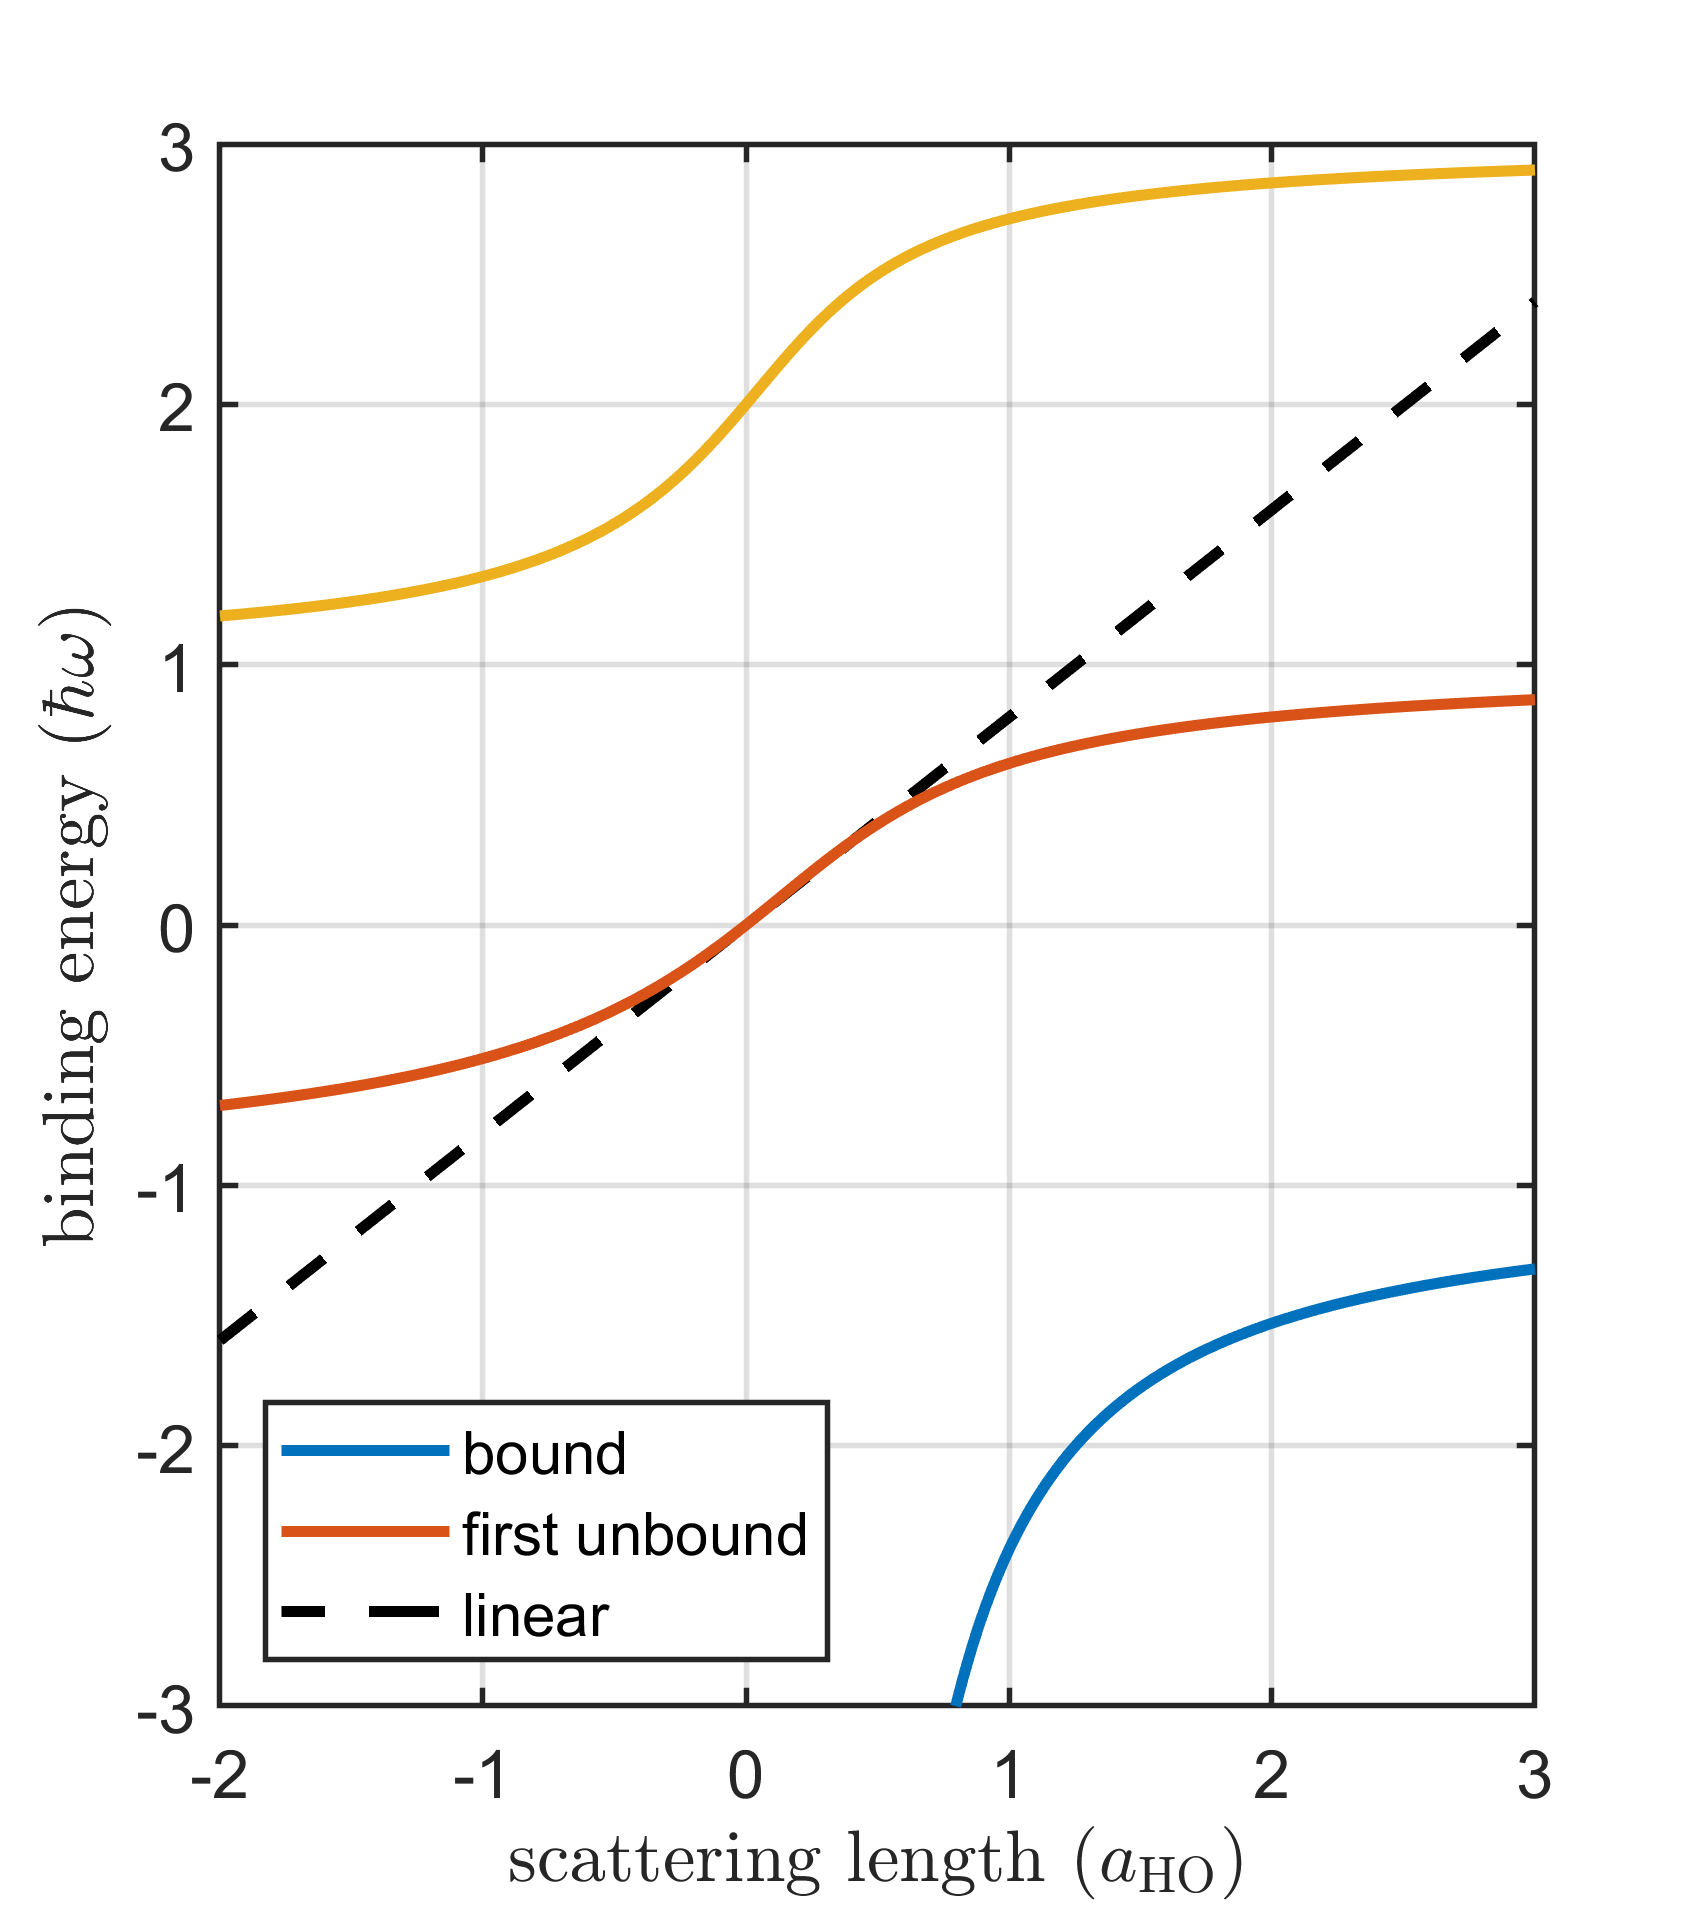 3
2
1
0
-1
-2
-3
binding energy (ℏω)
bound
first unbound
linear
-2 -1 0 1 2 3
scattering length (a_HO)